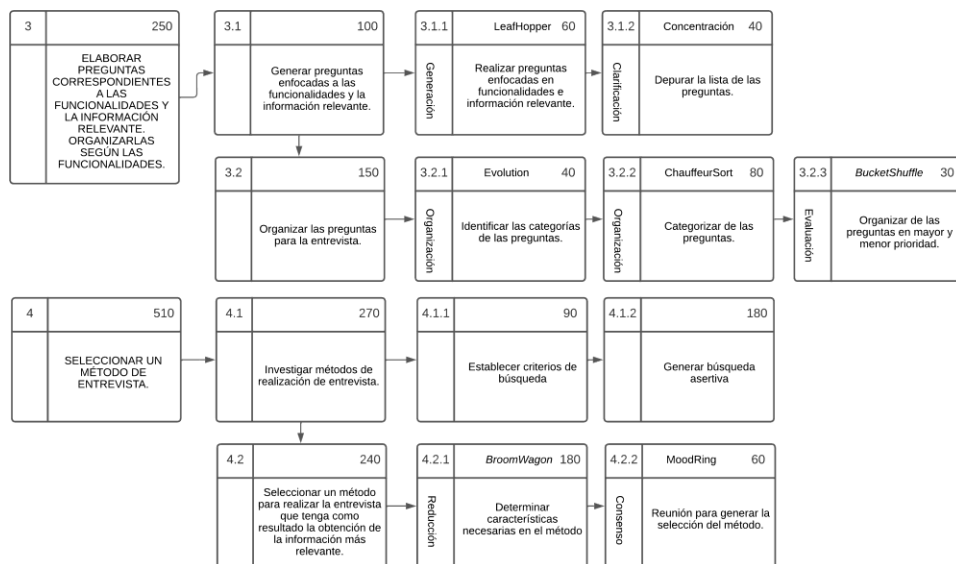 3 250
ELABORAR
PREGUNTAS
CORRESPONDIENTES
A LAS
FUNCIONALIDADES Y
LA INFORMACIÓN
RELEVANTE.
ORGANIZARLAS
SEGÚN LAS
FUNCIONALIDADES.
3.1 100
Generar preguntas
enfocadas a las
funcionalidades y la
información relevante.
3.1.1 LeafHopper 60
Generación
Realizar preguntas
enfocadas en
funcionalidades e
información relevante.
3.1.2 Concentración 40
Clarificación
Depurar la lista de las
preguntas.
3.2 150
Organizar las preguntas
para la entrevista.
3.2.1 Evolution 40
Organización
Identificar las categorías
de las preguntas.
3.2.2 ChauffeurSort 80
Organización
Categorizar de las
preguntas.
3.2.3 BucketShuffle 30
Evaluación
Organizar de las
preguntas en mayor y
menor prioridad.
4 510
SELECCIONAR UN
MÉTODO DE
ENTREVISTA.
4.1 270
Investigar métodos de
realización de entrevista.
4.1.1 90
Establecer criterios de
búsqueda
4.1.2 180
Generar búsqueda
asertiva
4.2 240
Seleccionar un método
para realizar la entrevista
que tenga como
resultado la obtención de
la información más
relevante.
4.2.1 BroomWagon 180
Reducción
Determinar
características
necesarias en el método
4.2.2 MoodRing 60
Consenso
Reunión para generar la
selección del método.